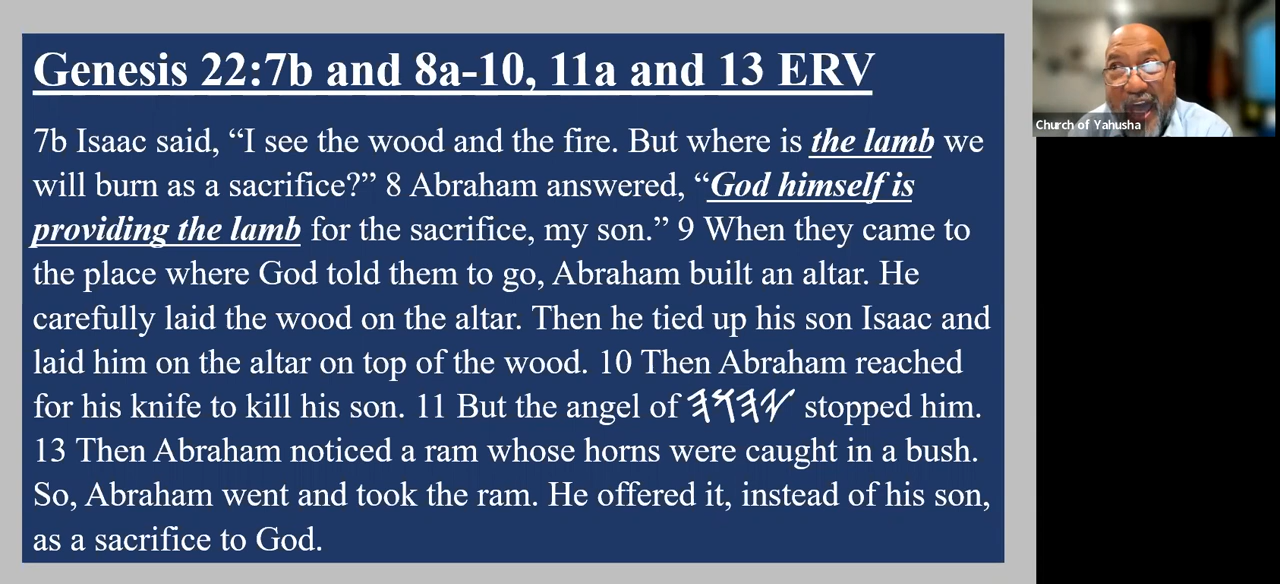 Genesis 22:7b and 8a-10, 11a and 13 ERV
7b Isaac said, “I see the wood and the fire. But where is the lamb we
will burn as a sacrifice?” 8 Abraham answered, “God himself is
providing the lamb for the sacrifice, my son.” 9 When they came to
the place where God told them to go, Abraham built an altar. He
carefully laid the wood on the altar. Then he tied up his son Isaac and
laid him on the altar on top of the wood. 10 Then Abraham reached
for his knife to kill his son. 11 But the angel of 𐤉𐤄𐤅𐤄 stopped him.
13 Then Abraham noticed a ram whose horns were caught in a bush.
So, Abraham went and took the ram. He offered it, instead of his son,
as a sacrifice to God.
Church of Yahusha